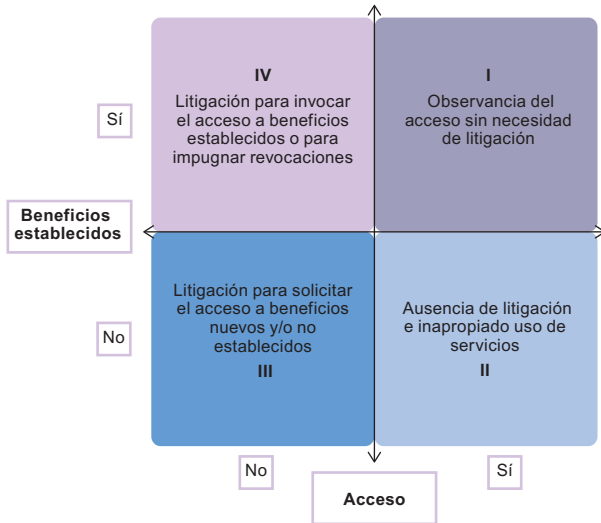 IV
Litigación para invocar
el acceso a beneficios
establecidos o para
impugnar revocaciones
I
Observancia del
acceso sin necesidad
de litigación
Sí
Beneficios
establecidos
Litigación para solicitar
el acceso a beneficios
nuevos y/o no
establecidos
III
Ausencia de litigación
e inapropiado uso de
servicios
II
No
No
Sí
Acceso